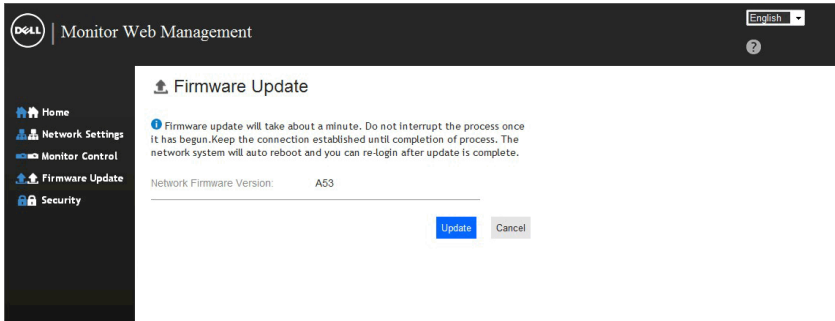 DELL | Monitor Web Management
English
?
Firmware Update
Home
Network Settings
Monitor Control
Firmware Update
Security
Firmware update will take about a minute. Do not interrupt the process once
it has begun.Keep the connection established until completion of process. The
network system will auto reboot and you can re-login after update is complete.
Network Firmware Version: A53
Update Cancel